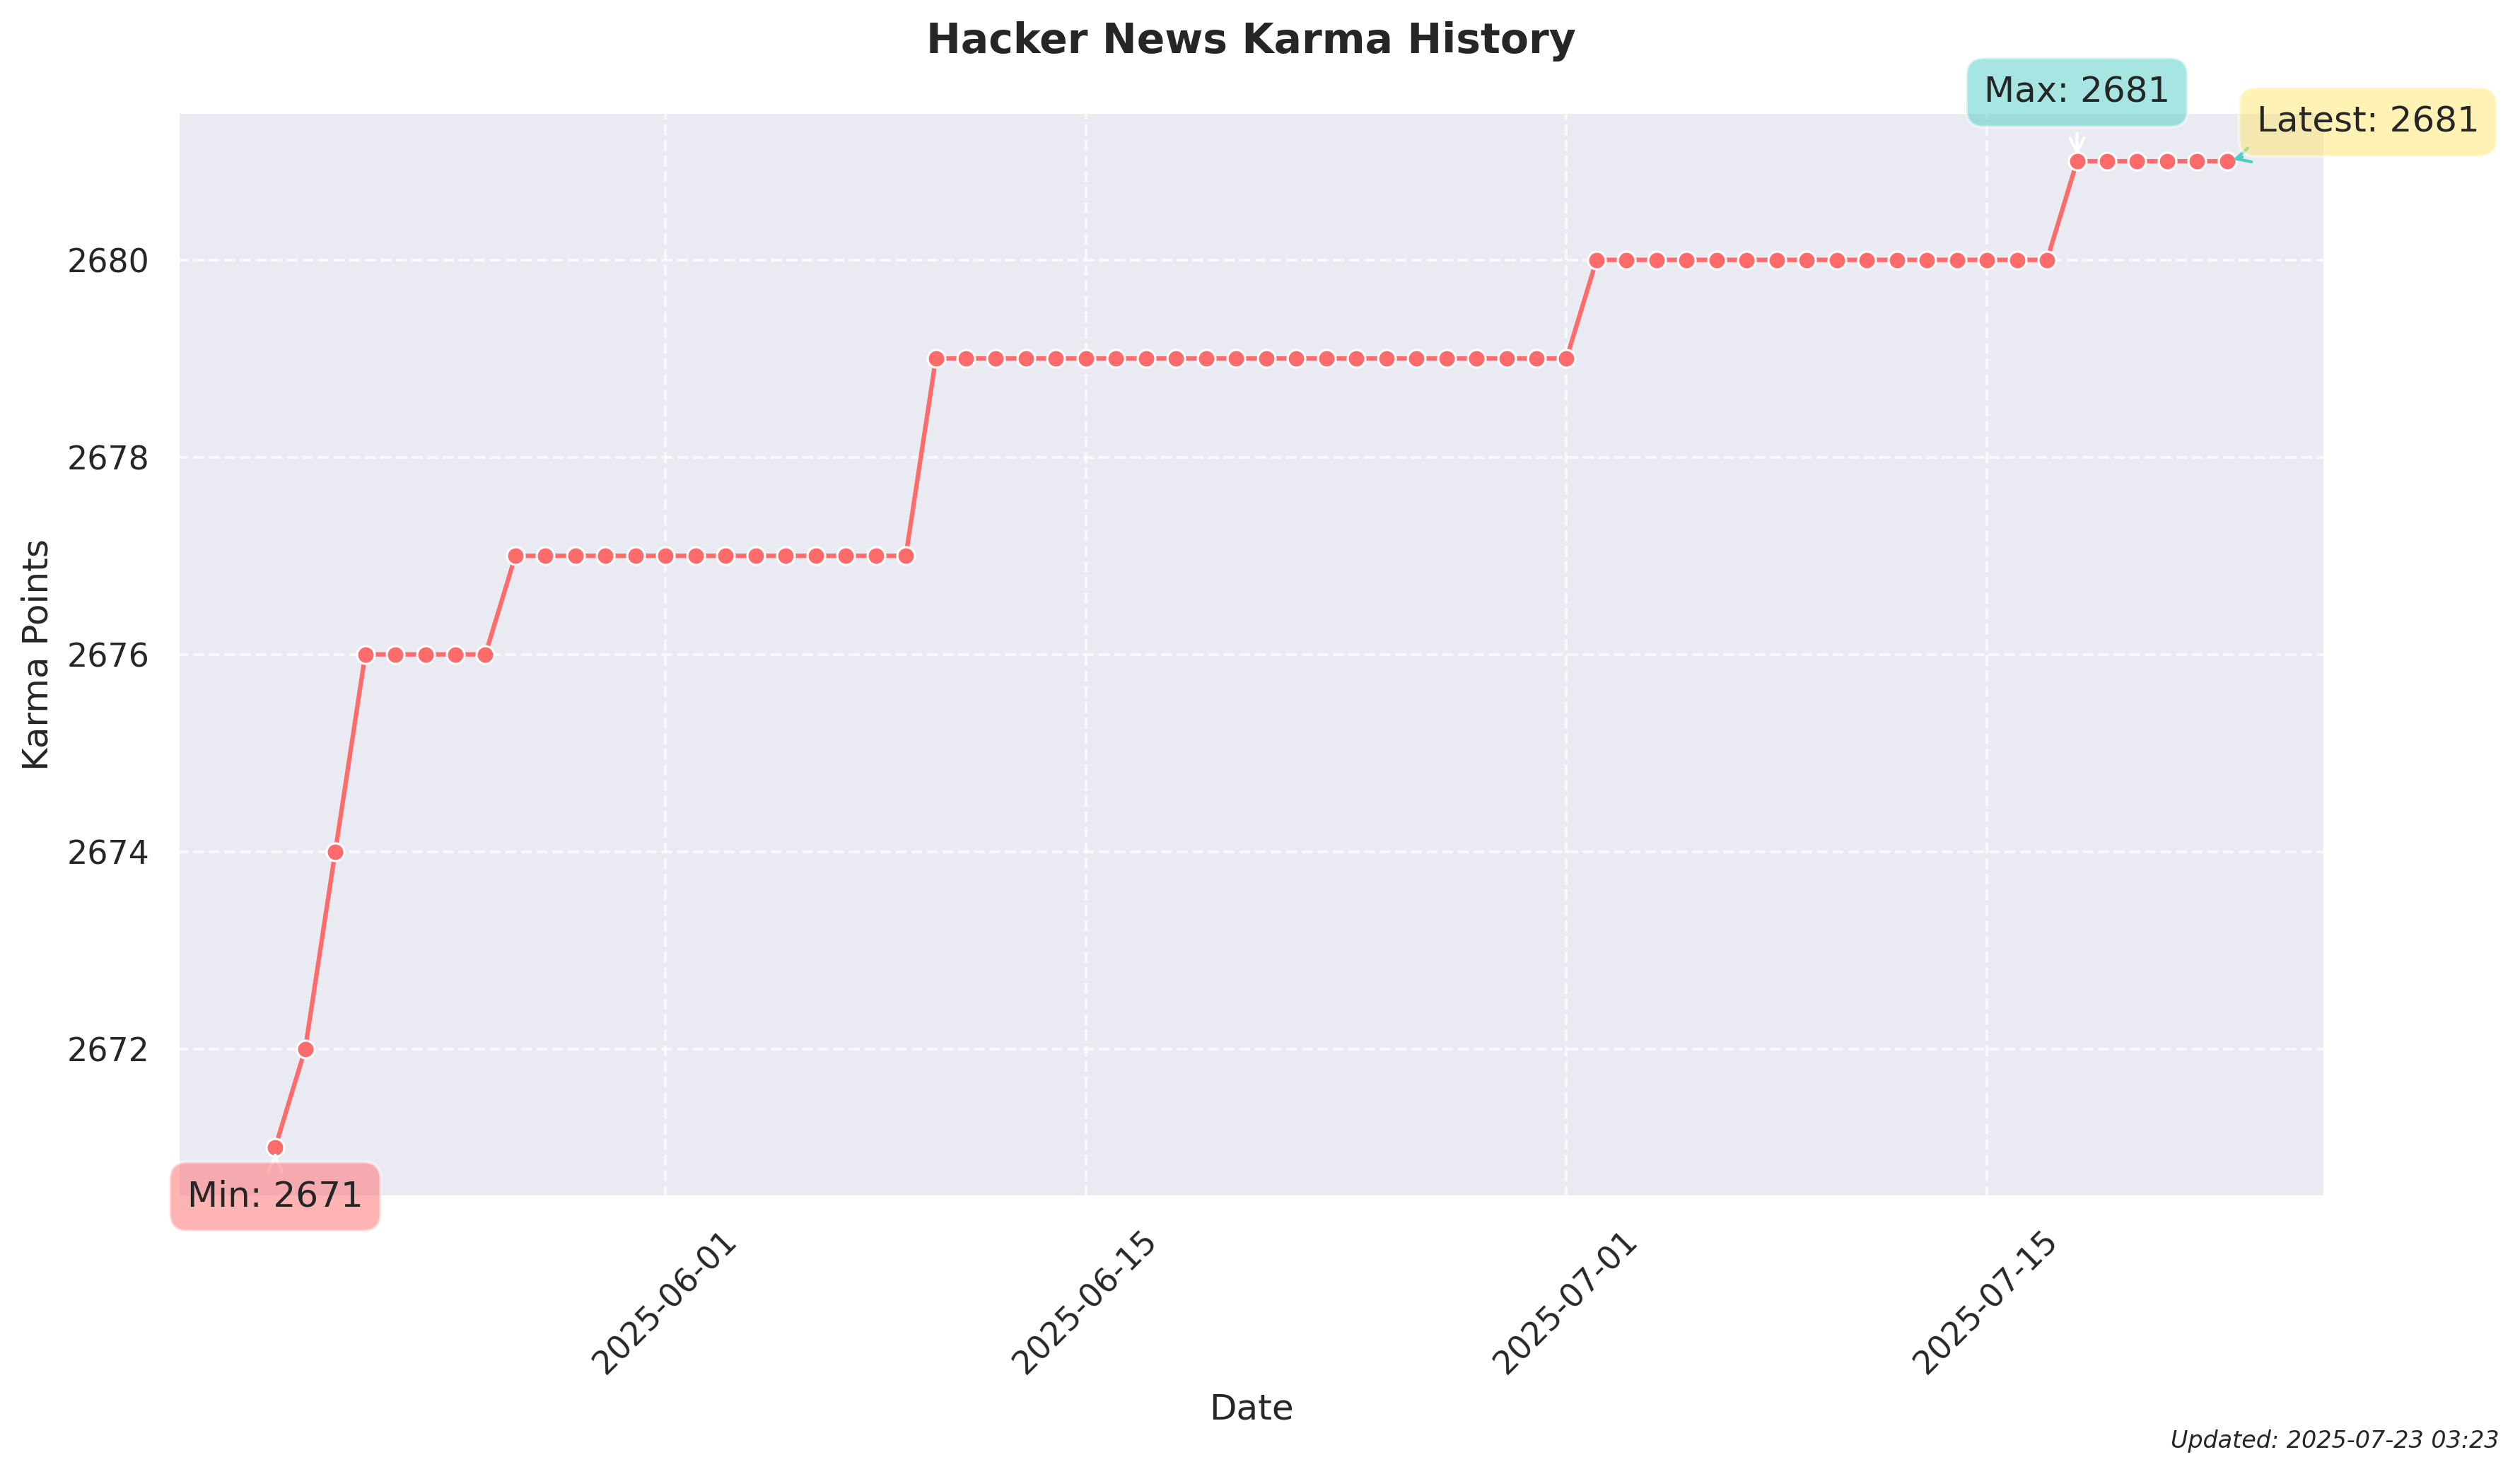 Hacker News Karma History
Max: 2681
Latest: 2681
2680
2678
2676
2674
2672
Karma Points
Min: 2671
2025-06-01
2025-06-15
2025-07-01
2025-07-15
Date
Updated: 2025-07-23 03:23